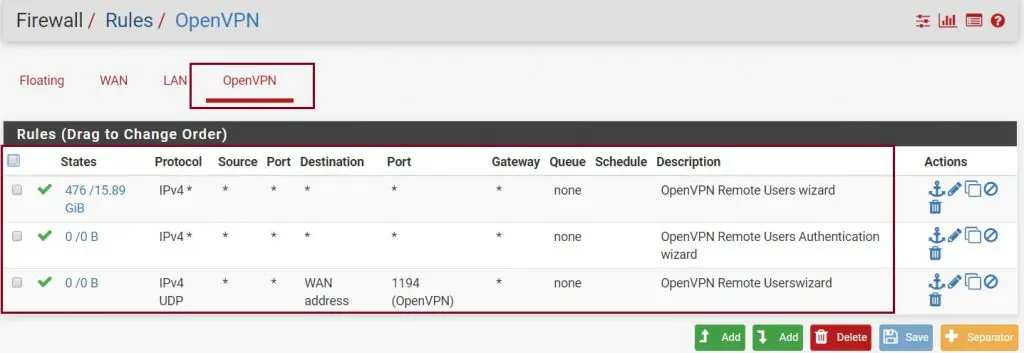 Firewall / Rules / OpenVPN
Floating WAN LAN OpenVPN
Rules (Drag to Change Order)
States Protocol Source Port Destination Port Gateway Queue Schedule Description Actions
476 /15.89 IPv4 * * * * * * none OpenVPN Remote Users wizard
GiB
0 /0 B IPv4 * * * * * * none OpenVPN Remote Users Authentication
wizard
0 /0 B IPv4 * * WAN 1194 * none OpenVPN Remote Userswizard
UDP address (OpenVPN)
Add Add Delete Save Separator